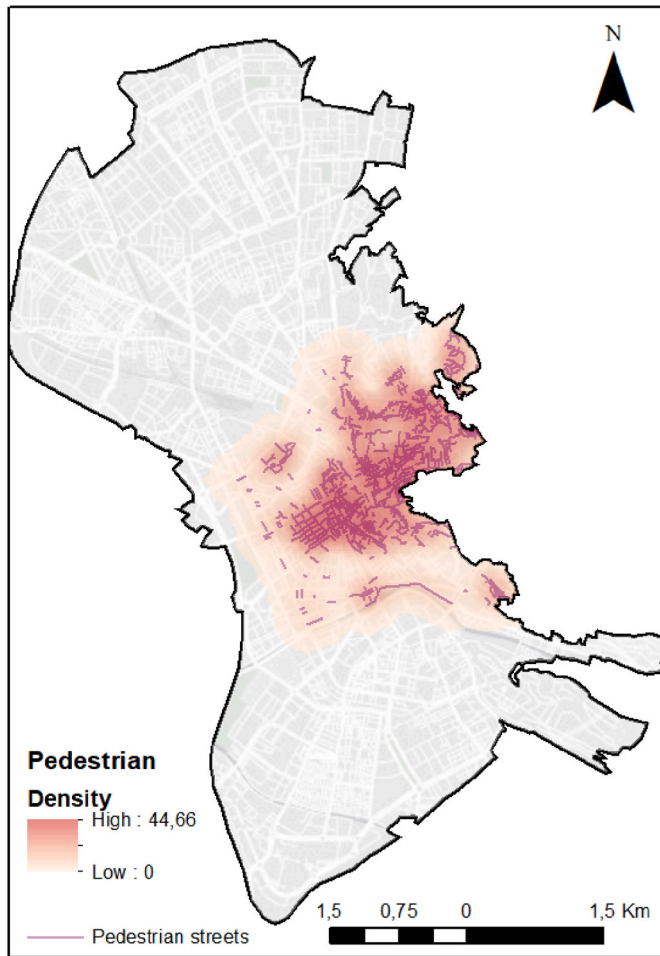 N
Pedestrian
Density
High : 44,66
Low : 0
Pedestrian streets
1,5 0,75 0 1,5 Km